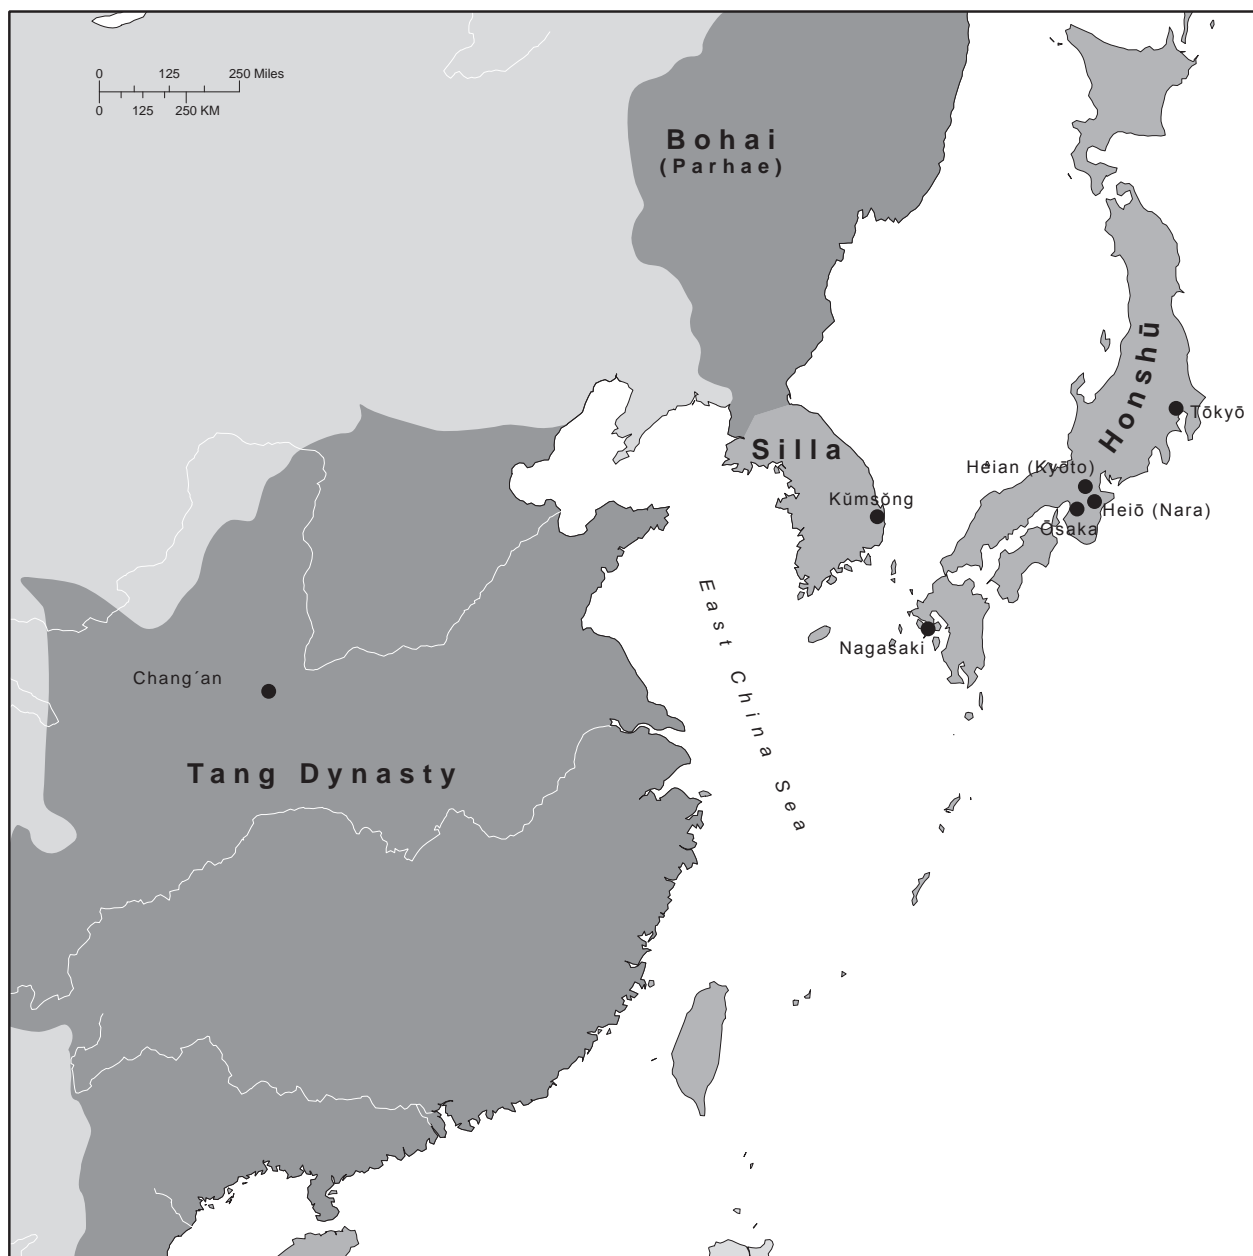 0 125 250 Miles
0 125 250 KM
Bohai
(Parhae)
Honshū
Tōkyō
Silla
Heian (Kyōto)
Kŭmsŏng
Heiō (Nara)
Ōsaka
East China Sea
Nagasaki
Chang´an
Tang Dynasty